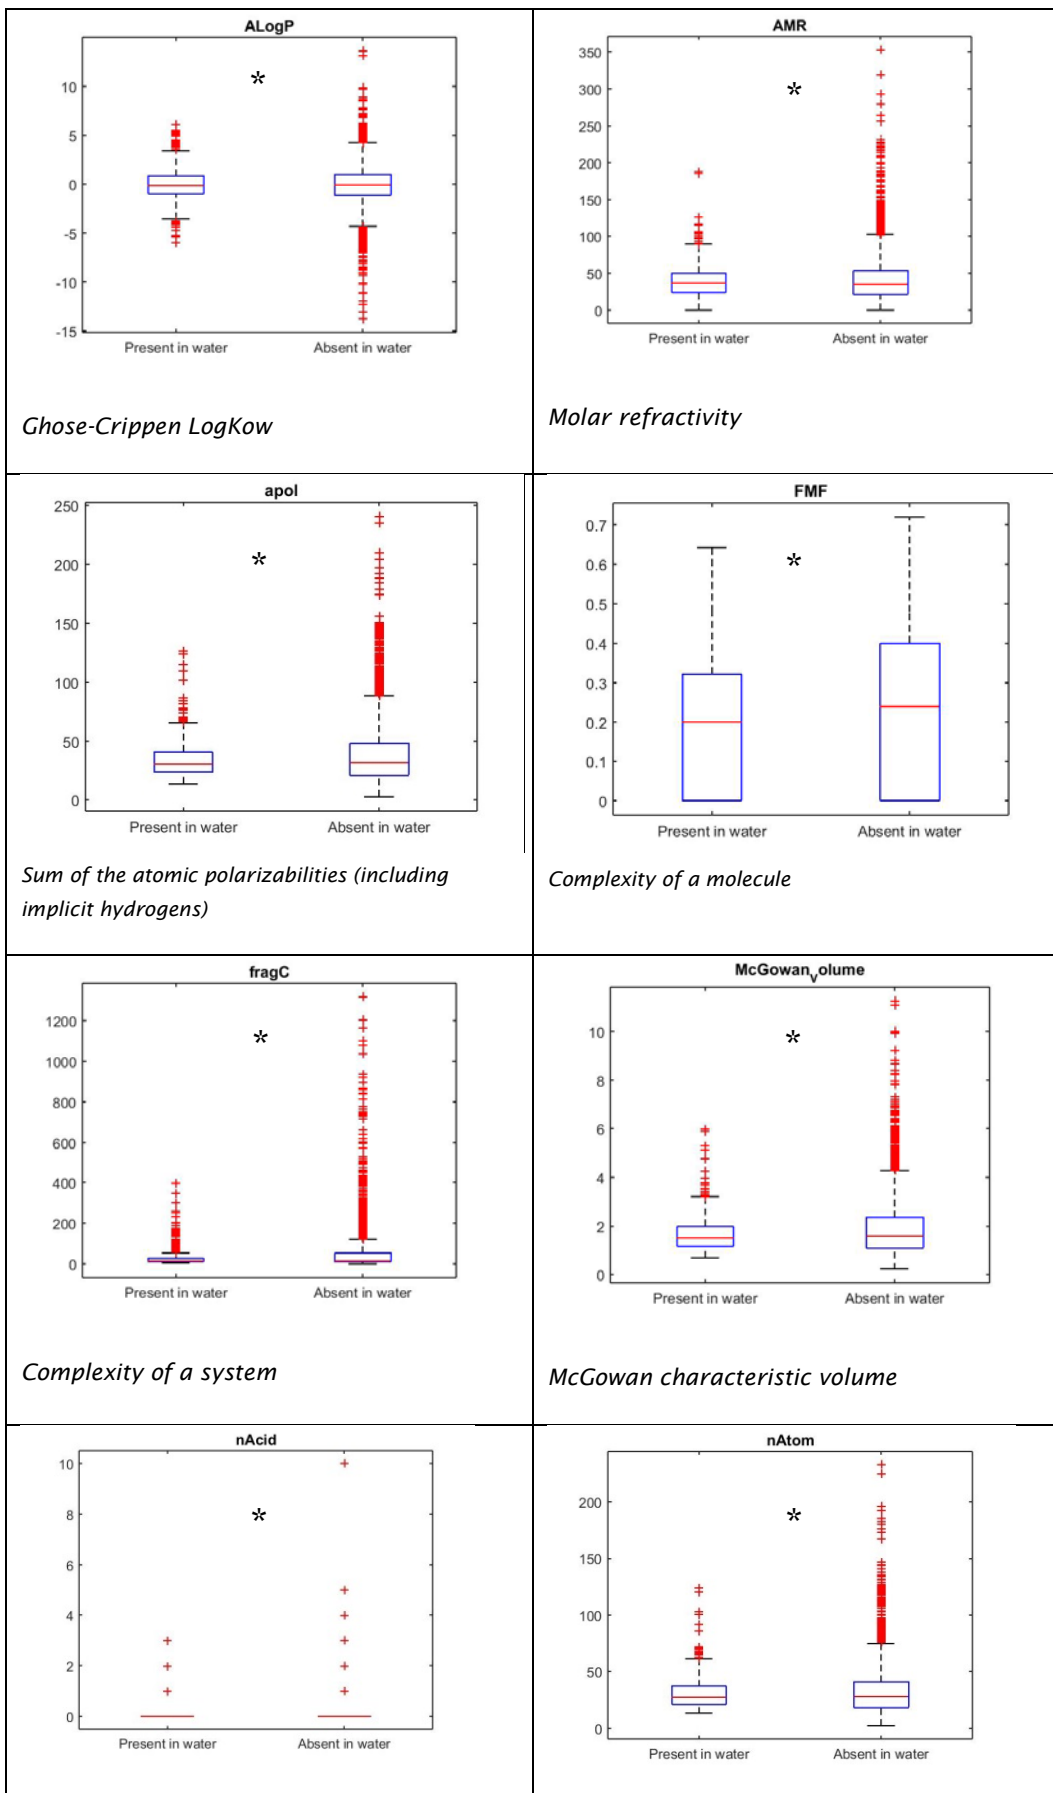 ALogP
*
10
5
0
-5
-10
-15
Present in water
Absent in water
Ghose-Crippen LogKow
AMR
*
350
300
250
200
150
100
50
0
Present in water
Absent in water
Molar refractivity
apol
*
250
200
150
100
50
0
Present in water
Absent in water
Sum of the atomic polarizabilities (including
implicit hydrogens)
FMF
*
0.7
0.6
0.5
0.4
0.3
0.2
0.1
0
Present in water
Absent in water
Complexity of a molecule
fragC
*
1200
1000
800
600
400
200
0
Present in water
Absent in water
Complexity of a system
McGowan_Volume
*
10
8
6
4
2
0
Present in water
Absent in water
McGowan characteristic volume
nAcid
*
10
8
6
4
2
0
Present in water
Absent in water
nAtom
*
200
150
100
50
0
Present in water
Absent in water